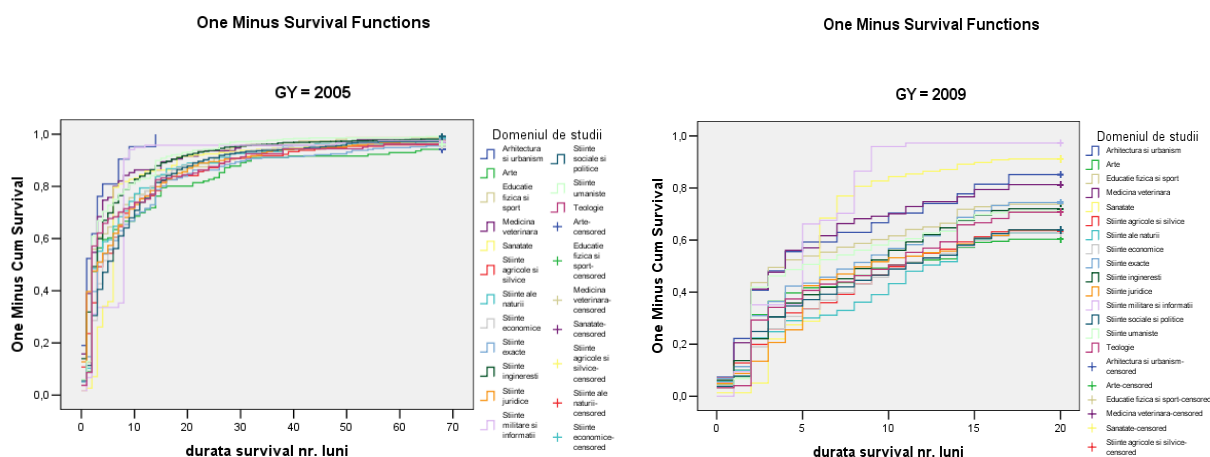 One Minus Survival Functions
GY = 2005
One Minus Cum Survival
1,0
0,8
0,6
0,4
0,2
0,0
0
10
20
30
40
50
60
70
durata survival nr. luni
Domeniul de studii
Arhitectura
si urbanism
Arte
Educatie
fizica si
sport
Medicina
veterinara
Sanatate
Stiinte
agricole si
silvice
Stiinte ale
naturii
Stiinte
economice
Stiinte
exacte
Stiinte
ingineresti
Stiinte
juridice
Stiinte
militare si
informatii
Stiinte
sociale si
politice
Stiinte
umaniste
Teologie
Arte-
censored
Educatie
fizica si
sport-
censored
Medicina
veterinara-
censored
Sanatate-
censored
Stiinte
agricole si
silvice-
censored
Stiinte ale
naturii-
censored
Stiinte
economice-
censored
One Minus Survival Functions
GY = 2009
One Minus Cum Survival
1,0
0,8
0,6
0,4
0,2
0,0
0
5
10
15
20
durata survival nr. luni
Domeniul de studii
Arhitectura si urbanism
Arte
Educatie fizica si sport
Medicina veterinara
Sanatate
Stiinte agricole si silvice
Stiinte ale naturii
Stiinte economice
Stiinte exacte
Stiinte ingineresti
Stiinte juridice
Stiinte militare si informatii
Stiinte sociale si politice
Stiinte umaniste
Teologie
Arhitectura si urbanism-
censored
Arte-censored
Educatie fizica si sport-censored
Medicina veterinara-censored
Sanatate-censored
Stiinte agricole si silvice-
censored